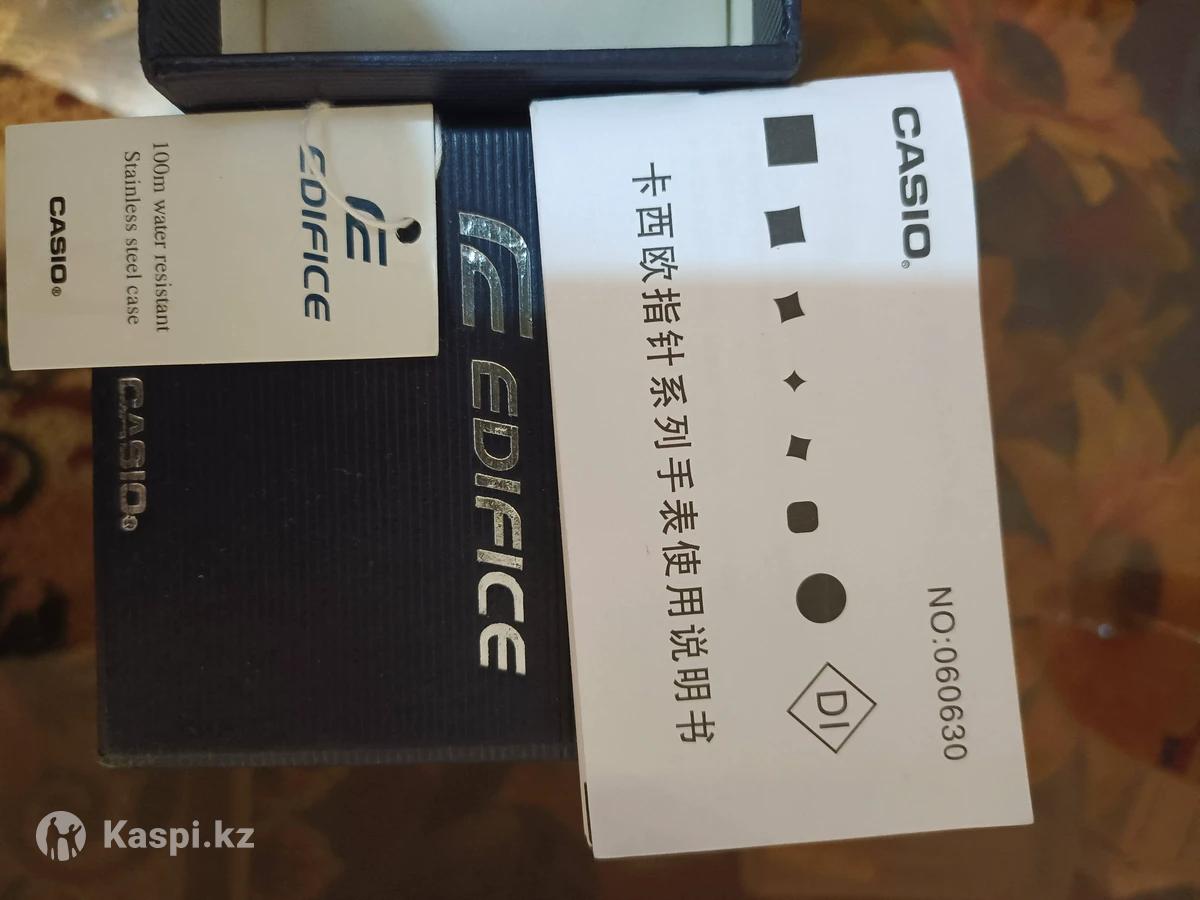 EDIFICE
100m water resistant
Stainless steel case
CASIO®
EDIFICE
CASIO®
CASIO®
NO:060630
DI
卡西欧指针系列手表使用说明书
Kaspi.kz